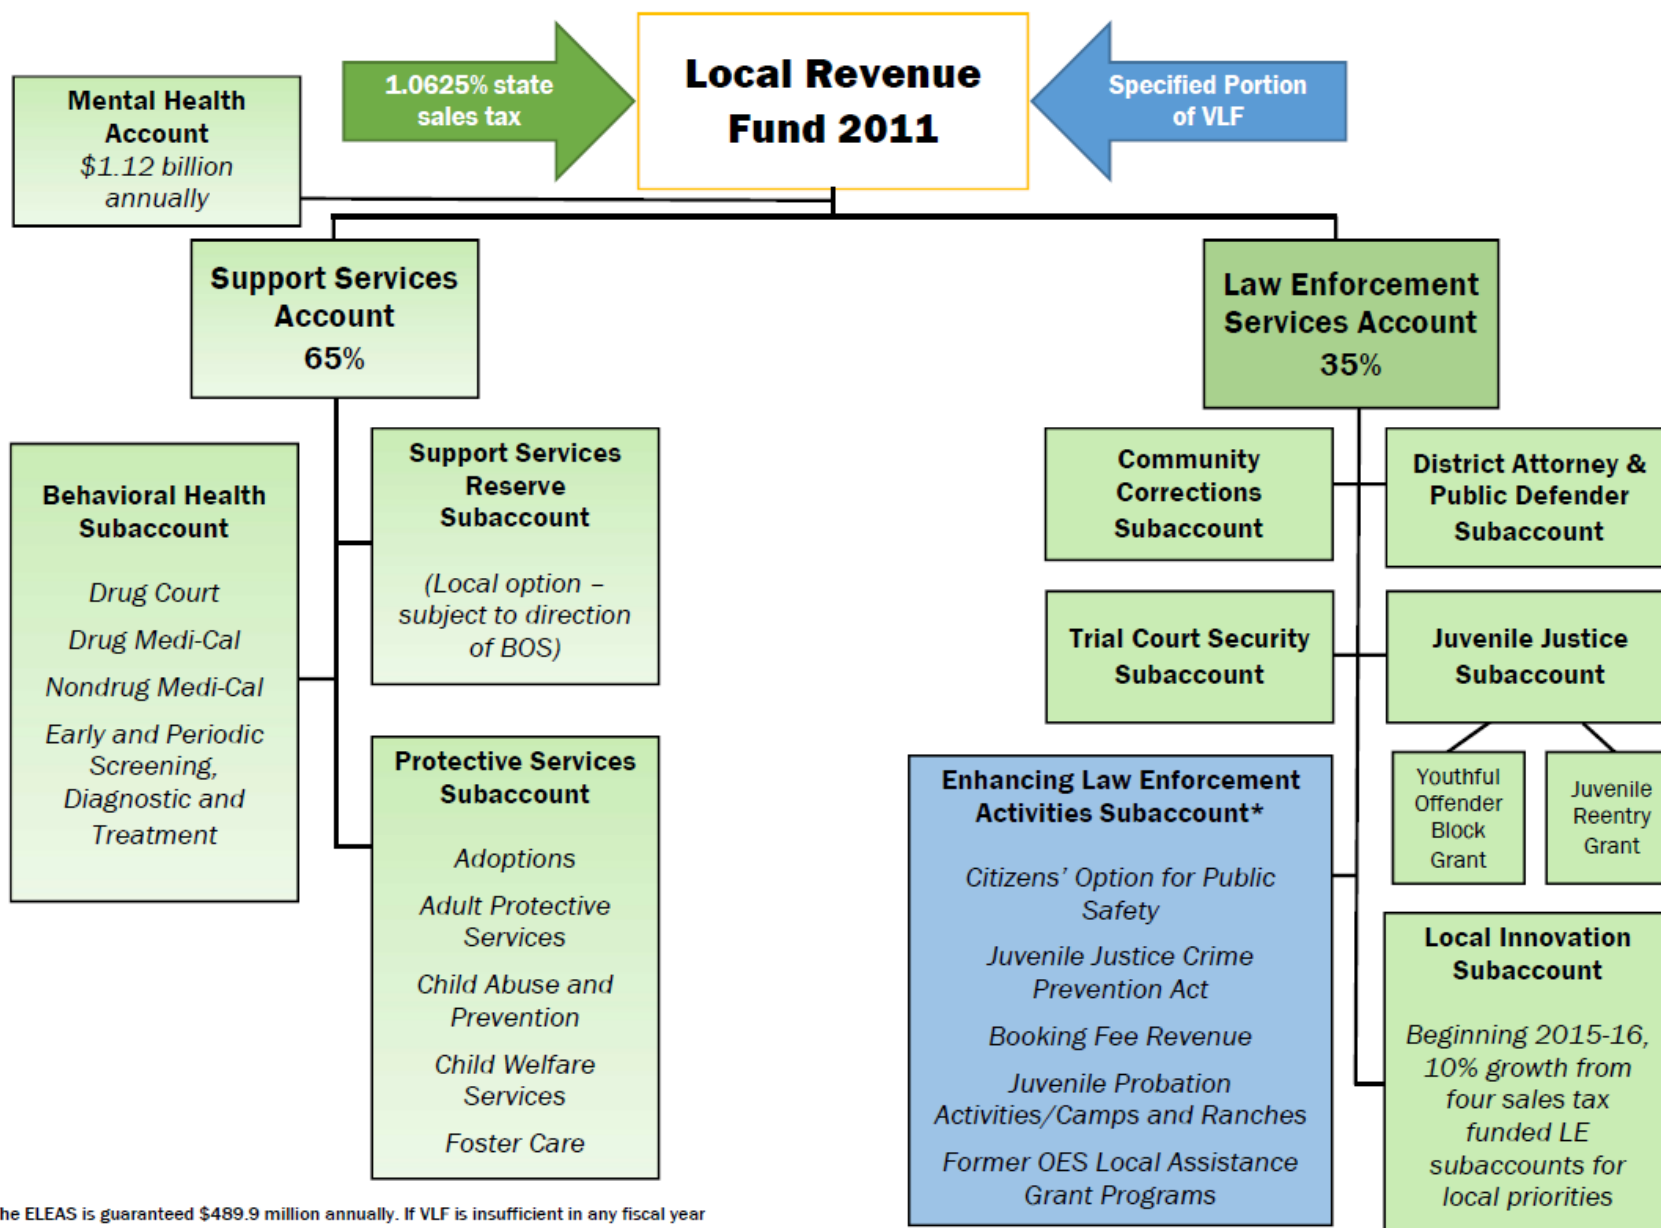 1.0625% state
sales tax
Local Revenue
Fund 2011
Specified Portion
of VLF
Mental Health
Account
$1.12 billion
annually
Support Services
Account
65%
Law Enforcement
Services Account
35%
Behavioral Health
Subaccount
Drug Court
Drug Medi-Cal
Nondrug Medi-Cal
Early and Periodic
Screening,
Diagnostic and
Treatment
Support Services
Reserve
Subaccount
(Local option –
subject to direction
of BOS)
Protective Services
Subaccount
Adoptions
Adult Protective
Services
Child Abuse and
Prevention
Child Welfare
Services
Foster Care
Community
Corrections
Subaccount
District Attorney &
Public Defender
Subaccount
Trial Court Security
Subaccount
Juvenile Justice
Subaccount
Youthful
Offender
Block
Grant
Juvenile
Reentry
Grant
Enhancing Law Enforcement
Activities Subaccount*
Citizens' Option for Public
Safety
Juvenile Justice Crime
Prevention Act
Booking Fee Revenue
Juvenile Probation
Activities/Camps and Ranches
Former OES Local Assistance
Grant Programs
Local Innovation
Subaccount
Beginning 2015-16,
10% growth from
four sales tax
funded LE
subaccounts for
local priorities
he ELEAS is guaranteed $489.9 million annually. If VLF is insufficient in any fiscal year